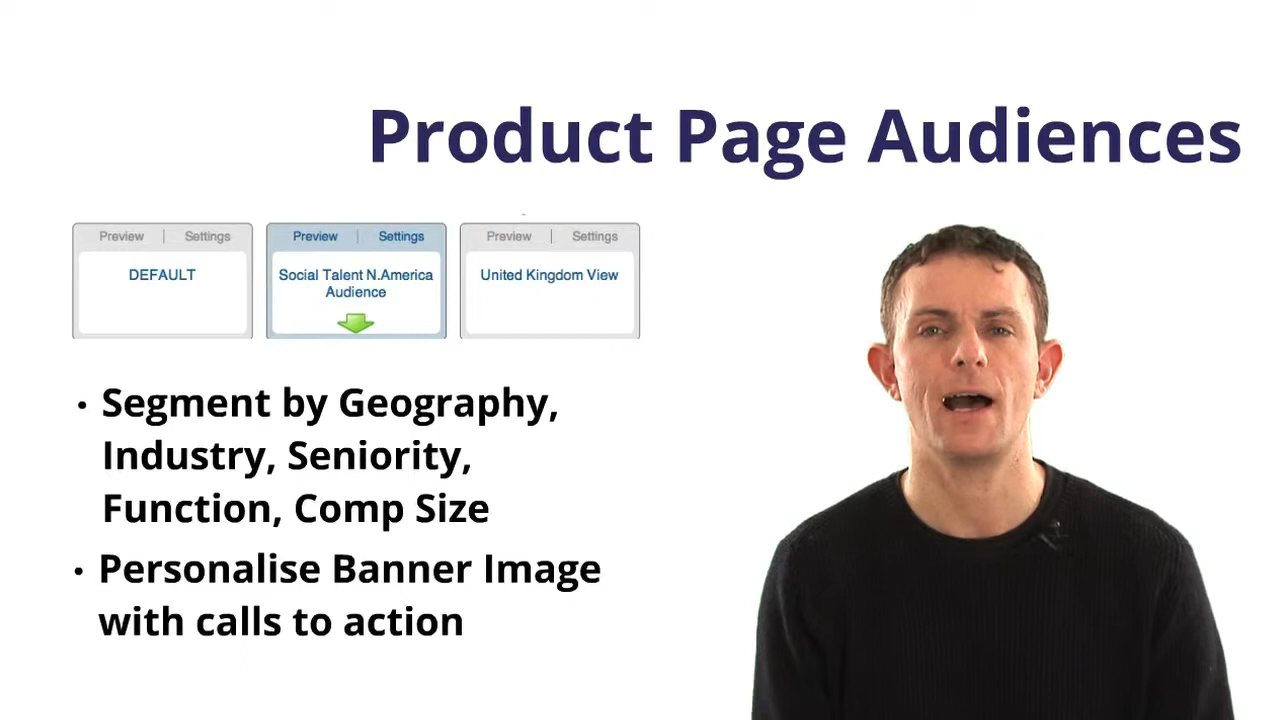 Product Page Audiences
Preview | Settings
DEFAULT
Preview | Settings
Social Talent N.America
Audience
Preview | Settings
United Kingdom View
• Segment by Geography,
Industry, Seniority,
Function, Comp Size
• Personalise Banner Image
with calls to action